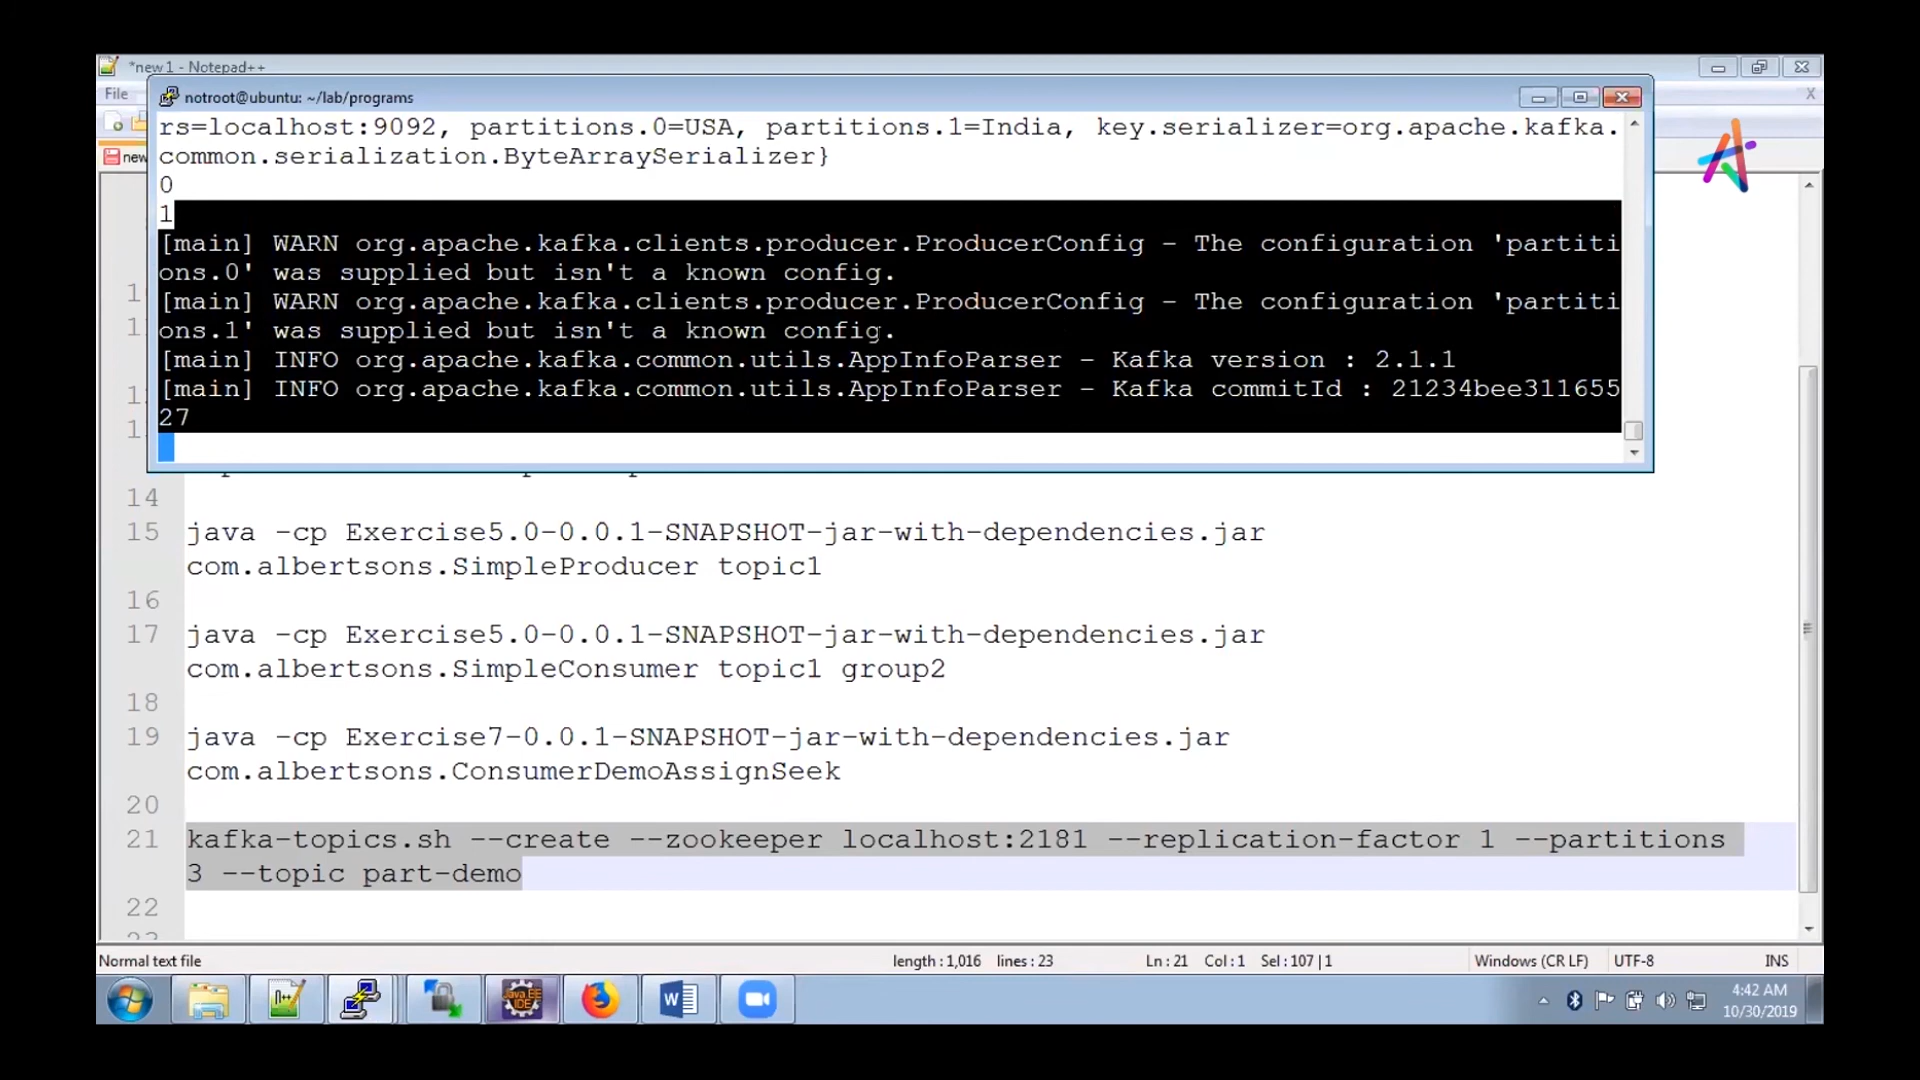 *new 1 - Notepad++
File
X
notroot@ubuntu: ~/lab/programs
new
rs=localhost:9092, partitions.0=USA, partitions.1=India, key.serializer=org.apache.kafka.
common.serialization.ByteArraySerializer}
0
1
[main] WARN org.apache.kafka.clients.producer.ProducerConfig - The configuration 'partiti
ons.0' was supplied but isn't a known config.
[main] WARN org.apache.kafka.clients.producer.ProducerConfig - The configuration 'partiti
ons.1' was supplied but isn't a known config.
[main] INFO org.apache.kafka.common.utils.AppInfoParser - Kafka version : 2.1.1
[main] INFO org.apache.kafka.common.utils.AppInfoParser - Kafka commitId : 21234bee311655
27
14
15 java -cp Exercise5.0-0.0.1-SNAPSHOT-jar-with-dependencies.jar
com.albertsons.SimpleProducer topic1
16
17 java -cp Exercise5.0-0.0.1-SNAPSHOT-jar-with-dependencies.jar
com.albertsons.SimpleConsumer topic1 group2
18
19 java -cp Exercise7-0.0.1-SNAPSHOT-jar-with-dependencies.jar
com.albertsons.ConsumerDemoAssignSeek
20
21 kafka-topics.sh --create --zookeeper localhost:2181 --replication-factor 1 --partitions
3 --topic part-demo
22
Normal text file length : 1,016 lines : 23 Ln : 21 Col : 1 Sel : 107 | 1 Windows (CR LF) UTF-8 INS
4:42 AM
10/30/2019